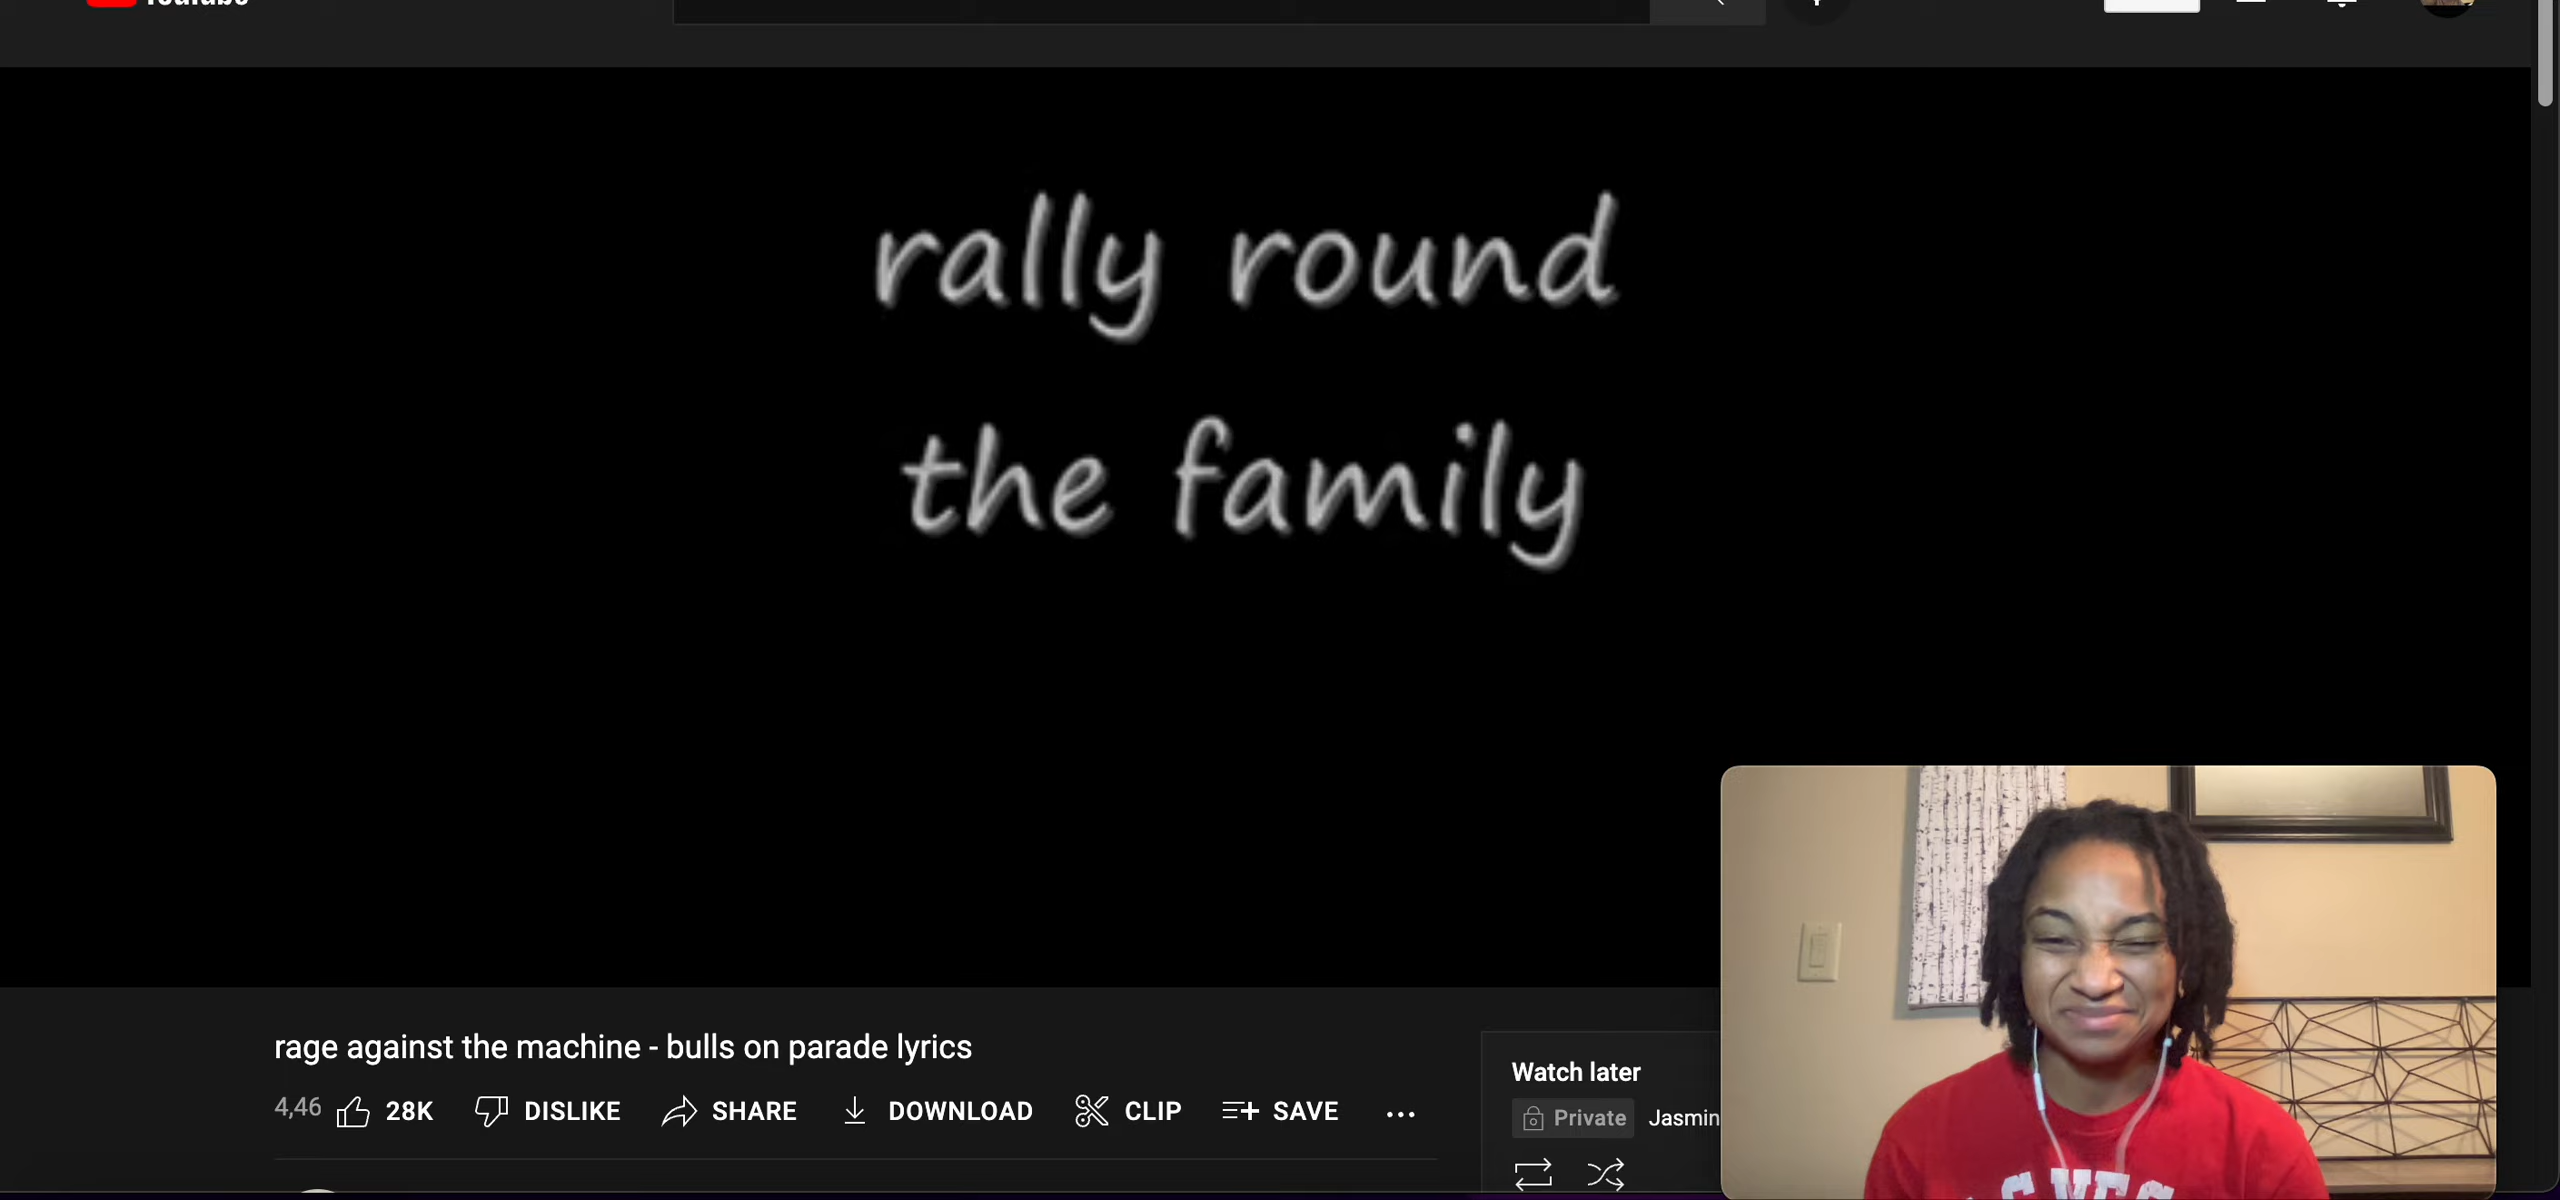 YouTube
rally round
the family
rage against the machine - bulls on parade lyrics
4,46 28K DISLIKE SHARE DOWNLOAD CLIP SAVE ...
Watch later
Private Jasmin